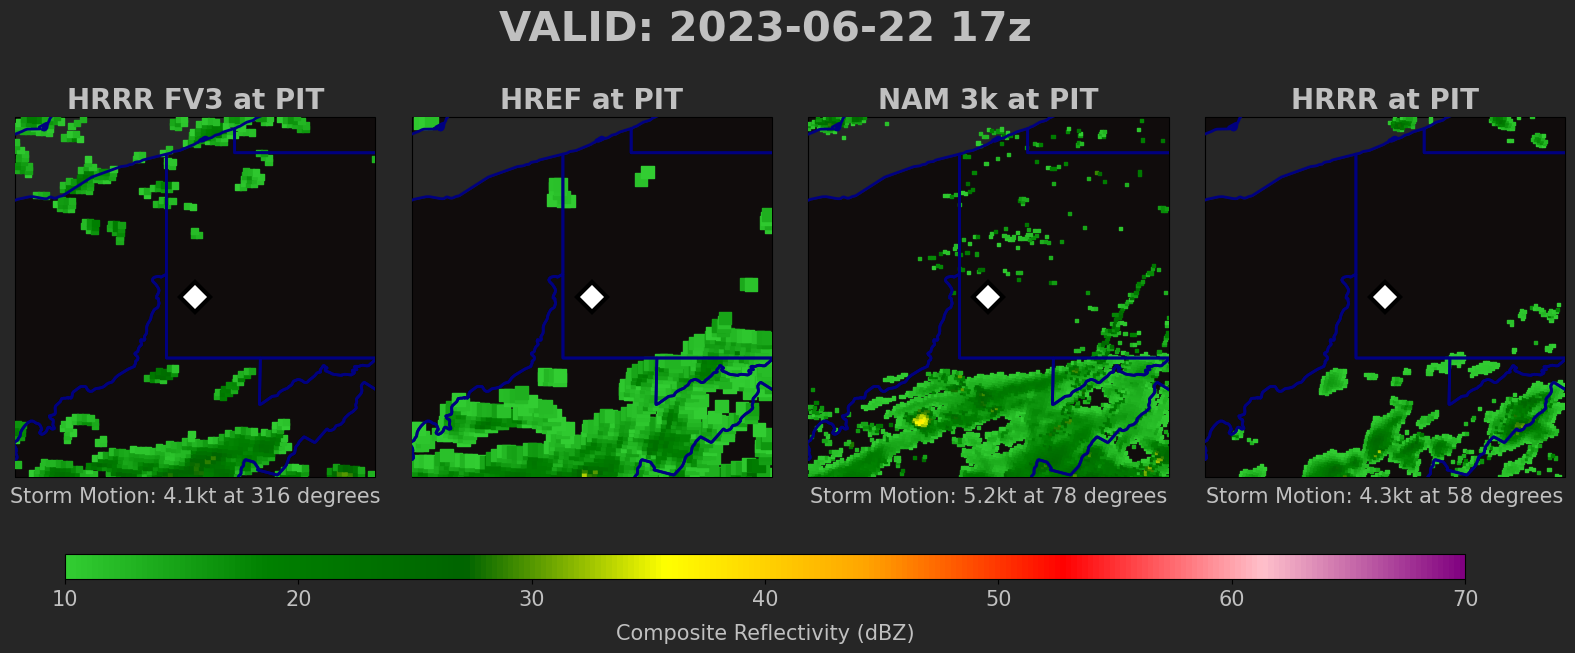 VALID: 2023-06-22 17z
HRRR FV3 at PIT
HREF at PIT
NAM 3k at PIT
HRRR at PIT
Storm Motion: 4.1kt at 316 degrees
Storm Motion: 5.2kt at 78 degrees
Storm Motion: 4.3kt at 58 degrees
10 20 30 40 50 60 70
Composite Reflectivity (dBZ)